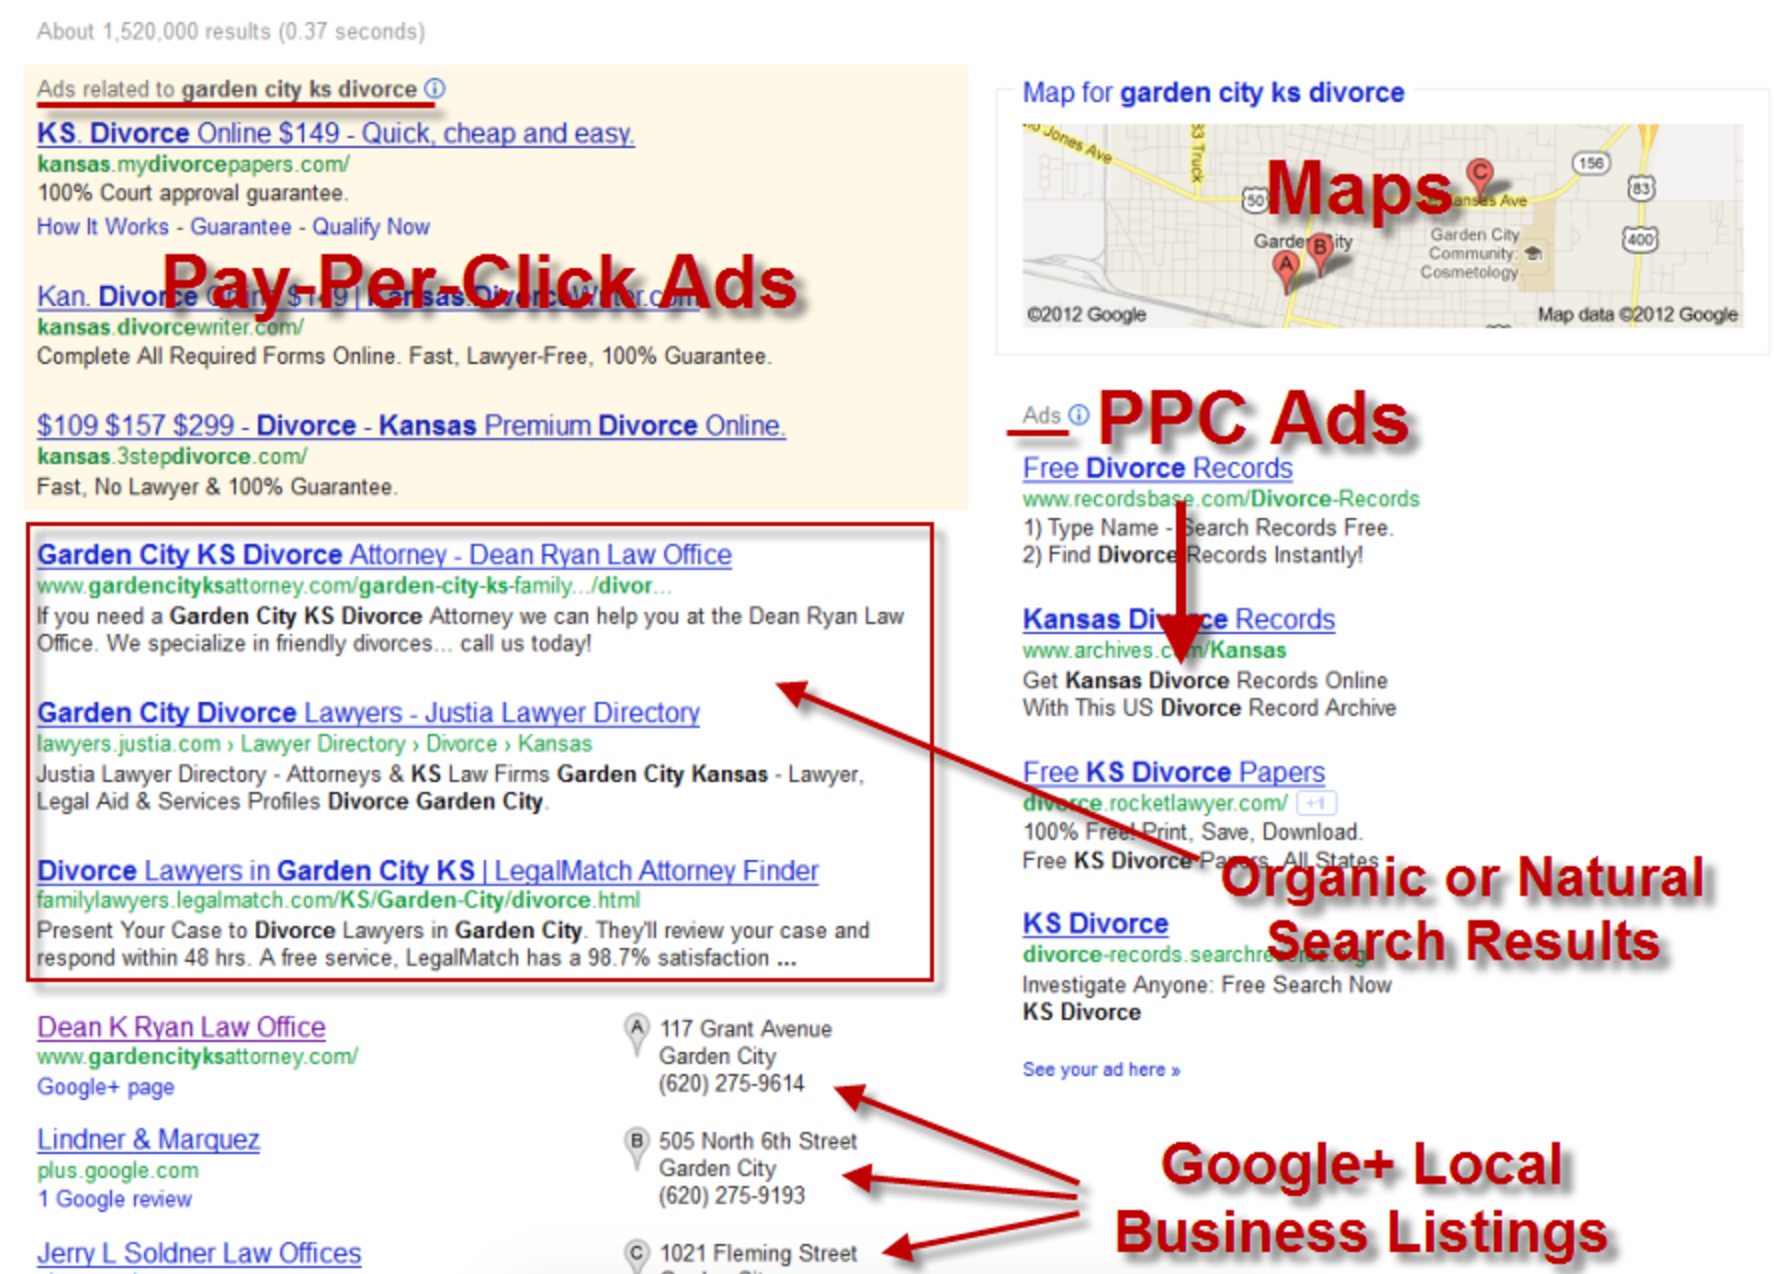 About 1,520,000 results (0.37 seconds)
Ads related to garden city ks divorce
KS. Divorce Online $149 - Quick, cheap and easy.
kansas.mydivorcepapers.com/
100% Court approval guarantee.
How It Works - Guarantee - Qualify Now
Pay-Per-Click Ads
Kan. Divorce Online $149 | Kansas.DivorceWriter.com
kansas.divorcewriter.com/
Complete All Required Forms Online. Fast, Lawyer-Free, 100% Guarantee.
$109 $157 $299 - Divorce - Kansas Premium Divorce Online.
kansas.3stepdivorce.com/
Fast, No Lawyer & 100% Guarantee.
Garden City KS Divorce Attorney - Dean Ryan Law Office
www.gardencityksattorney.com/garden-city-ks-family.../divor...
If you need a Garden City KS Divorce Attorney we can help you at the Dean Ryan Law
Office. We specialize in friendly divorces... call us today!
Garden City Divorce Lawyers - Justia Lawyer Directory
lawyers.justia.com › Lawyer Directory › Divorce › Kansas
Justia Lawyer Directory - Attorneys & KS Law Firms Garden City Kansas - Lawyer,
Legal Aid & Services Profiles Divorce Garden City.
Divorce Lawyers in Garden City KS | LegalMatch Attorney Finder
familylawyers.legalmatch.com/KS/Garden-City/divorce.html
Present Your Case to Divorce Lawyers in Garden City. They'll review your case and
respond within 48 hrs. A free service, LegalMatch has a 98.7% satisfaction ...
Dean K Ryan Law Office
www.gardencityksattorney.com/
Google+ page
A 117 Grant Avenue
Garden City
(620) 275-9614
Lindner & Marquez
plus.google.com
1 Google review
B 505 North 6th Street
Garden City
(620) 275-9193
Jerry L Soldner Law Offices
C 1021 Fleming Street
Map for garden city ks divorce
Jones Ave
83 Truck
Maps
C
156
50
83
Kansas Ave
400
Garden City
B
A
Garden City
Community:
Cosmetology
©2012 Google
Map data ©2012 Google
Ads
PPC Ads
Free Divorce Records
www.recordsbase.com/Divorce-Records
1) Type Name - Search Records Free.
2) Find Divorce Records Instantly!
Kansas Divorce Records
www.archives.com/Kansas
Get Kansas Divorce Records Online
With This US Divorce Record Archive
Free KS Divorce Papers
divorce.rocketlawyer.com/ +1
100% Free! Print, Save, Download.
Free KS Divorce Papers, All States
Organic or Natural
Search Results
KS Divorce
divorce-records.searchrecords.org
Investigate Anyone: Free Search Now
KS Divorce
See your ad here »
Google+ Local
Business Listings